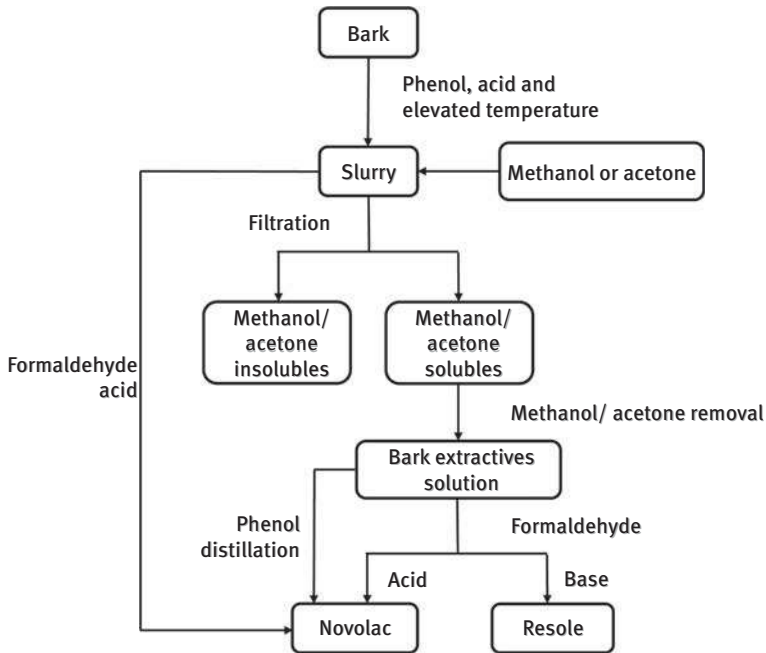 Bark
Phenol, acid and
elevated temperature
Slurry
Methanol or acetone
Filtration
Methanol/
acetone
insolubles
Methanol/
acetone
solubles
Formaldehyde
acid
Methanol/ acetone removal
Bark extractives
solution
Phenol
distillation
Formaldehyde
Acid
Base
Novolac
Resole